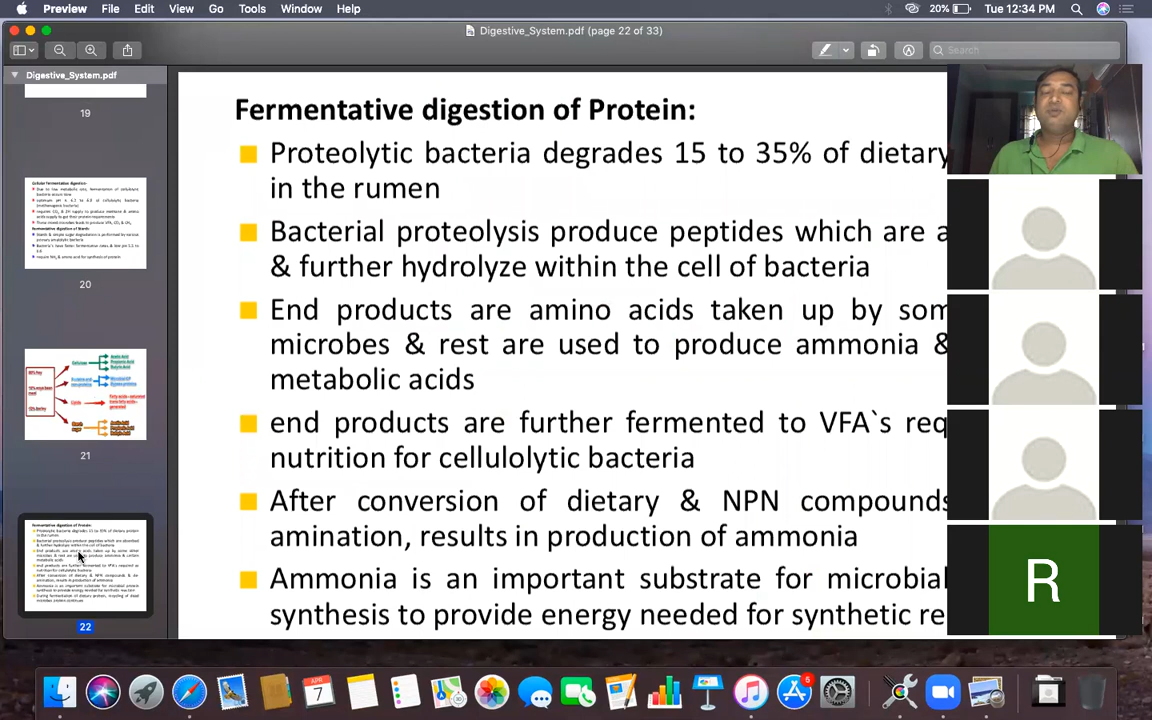 Preview File Edit View Go Tools Window Help
20% Tue 12:34 PM
Digestive_System.pdf (page 22 of 33)
Search
Digestive_System.pdf
19
20
21
22
Fermentative digestion of Protein:
Proteolytic bacteria degrades 15 to 35% of dietary
in the rumen
Bacterial proteolysis produce peptides which are a
& further hydrolyze within the cell of bacteria
End products are amino acids taken up by som
microbes & rest are used to produce ammonia &
metabolic acids
end products are further fermented to VFA`s req
nutrition for cellulolytic bacteria
After conversion of dietary & NPN compounds
amination, results in production of ammonia
Ammonia is an important substrate for microbial
synthesis to provide energy needed for synthetic re
R
APR
7
5